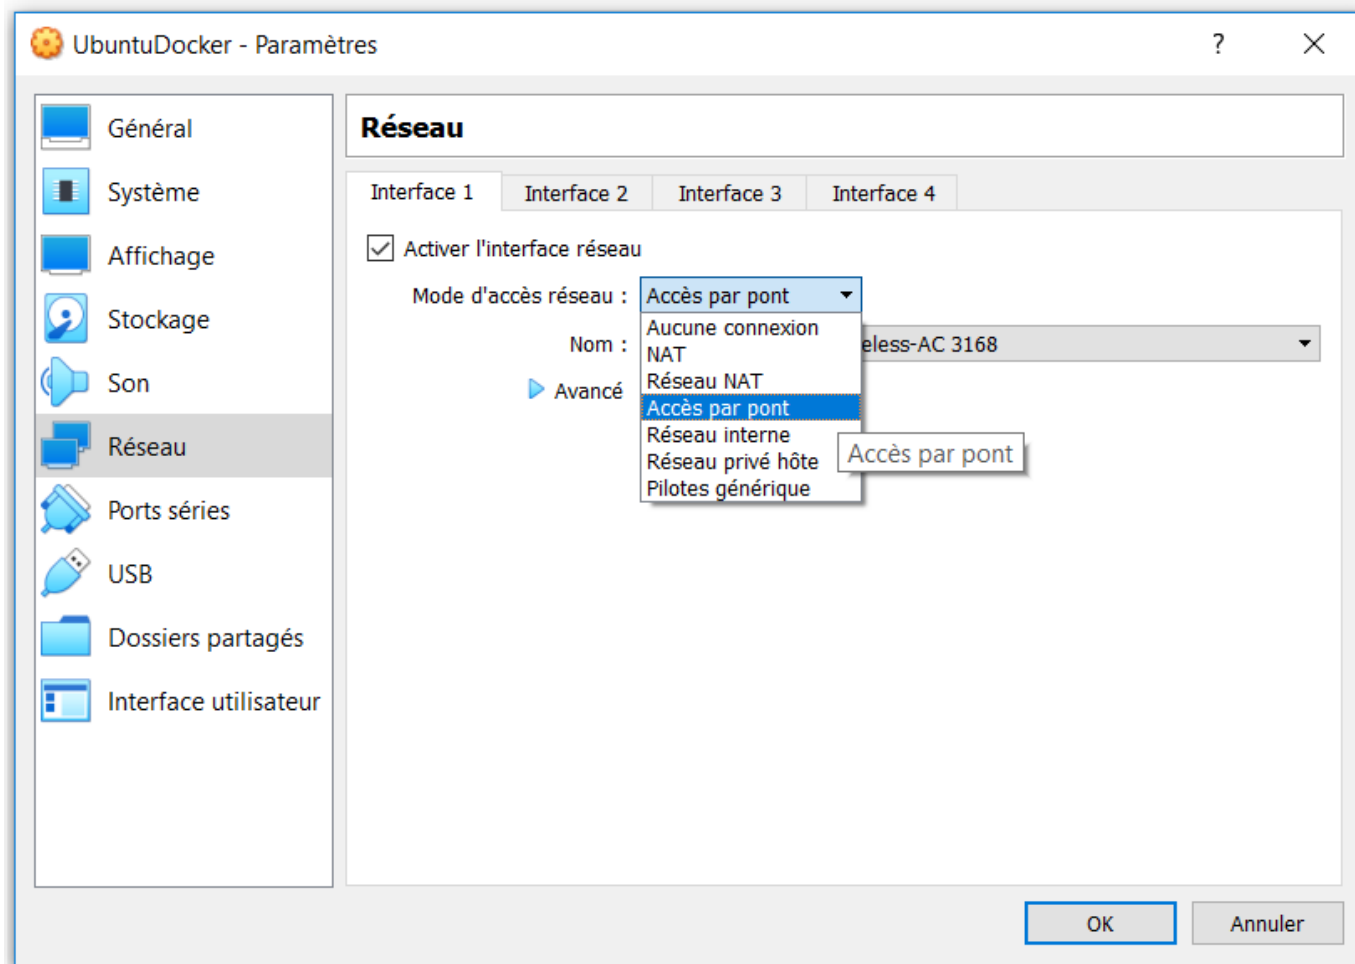 UbuntuDocker - Paramètres
?
Général
Système
Affichage
Stockage
Son
Réseau
Ports séries
USB
Dossiers partagés
Interface utilisateur
Réseau
Interface 1 Interface 2 Interface 3 Interface 4
Activer l'interface réseau
Mode d'accès réseau : Accès par pont
Aucune connexion
NAT
Réseau NAT
Accès par pont
Réseau interne
Réseau privé hôte
Pilotes générique
Accès par pont
Nom : eless-AC 3168
Avancé
OK Annuler